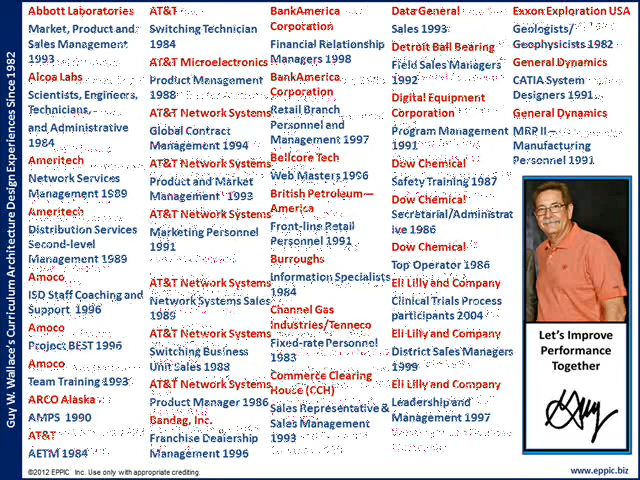 Guy W. Wallace's Curriculum Architecture Design Experiences Since 1982
Abbott Laboratories
Market, Product and
Sales Management
1993
Alcoa Labs
Scientists, Engineers,
Technicians,
and Administrative
1984
Ameritech
Network Services
Management 1989
Ameritech
Distribution Services
Second-level
Management 1989
Amoco
ISD Staff Coaching and
Support 1996
Amoco
Project BEST 1996
Amoco
Team Training 1993
ARCO Alaska
AMPS 1990
AT&T
AETM 1984
AT&T
Switching Technician
1984
AT&T Microelectronics
Product Management
1988
AT&T Network Systems
Global Contract
Management 1994
AT&T Network Systems
Product and Market
Management 1993
AT&T Network Systems
Marketing Personnel
1991
AT&T Network Systems
Network Systems Sales
1989
AT&T Network Systems
Switching Business
Unit Sales 1988
AT&T Network Systems
Product Manager 1986
Bandag, Inc.
Franchise Dealership
Management 1996
BankAmerica
Corporation
Financial Relationship
Managers 1998
BankAmerica
Corporation
Retail Branch
Personnel and
Management 1997
Bellcore Tech
Web Masters 1996
British Petroleum—
America
Front-line Retail
Personnel 1991
Burroughs
Information Specialists
1984
Channel Gas
Industries/Tenneco
Fixed-rate Personnel
1983
Commerce Clearing
House (CCH)
Sales Representative &
Sales Management
1993
Data General
Sales 1993
Detroit Ball Bearing
Field Sales Managers
1992
Digital Equipment
Corporation
Program Management
1991
Dow Chemical
Safety Training 1987
Dow Chemical
Secretarial/Administrat
ive 1986
Dow Chemical
Top Operator 1986
Eli Lilly and Company
Clinical Trials Process
participants 2004
Eli Lilly and Company
District Sales Managers
1999
Eli Lilly and Company
Leadership and
Management 1997
Exxon Exploration USA
Geologists/
Geophysicists 1982
General Dynamics
CATIA System
Designers 1991
General Dynamics
MRP II –
Manufacturing
Personnel 1991
Let's Improve
Performance
Together
Guy
©2012 EPPIC Inc. Use only with appropriate crediting.
www.eppic.biz